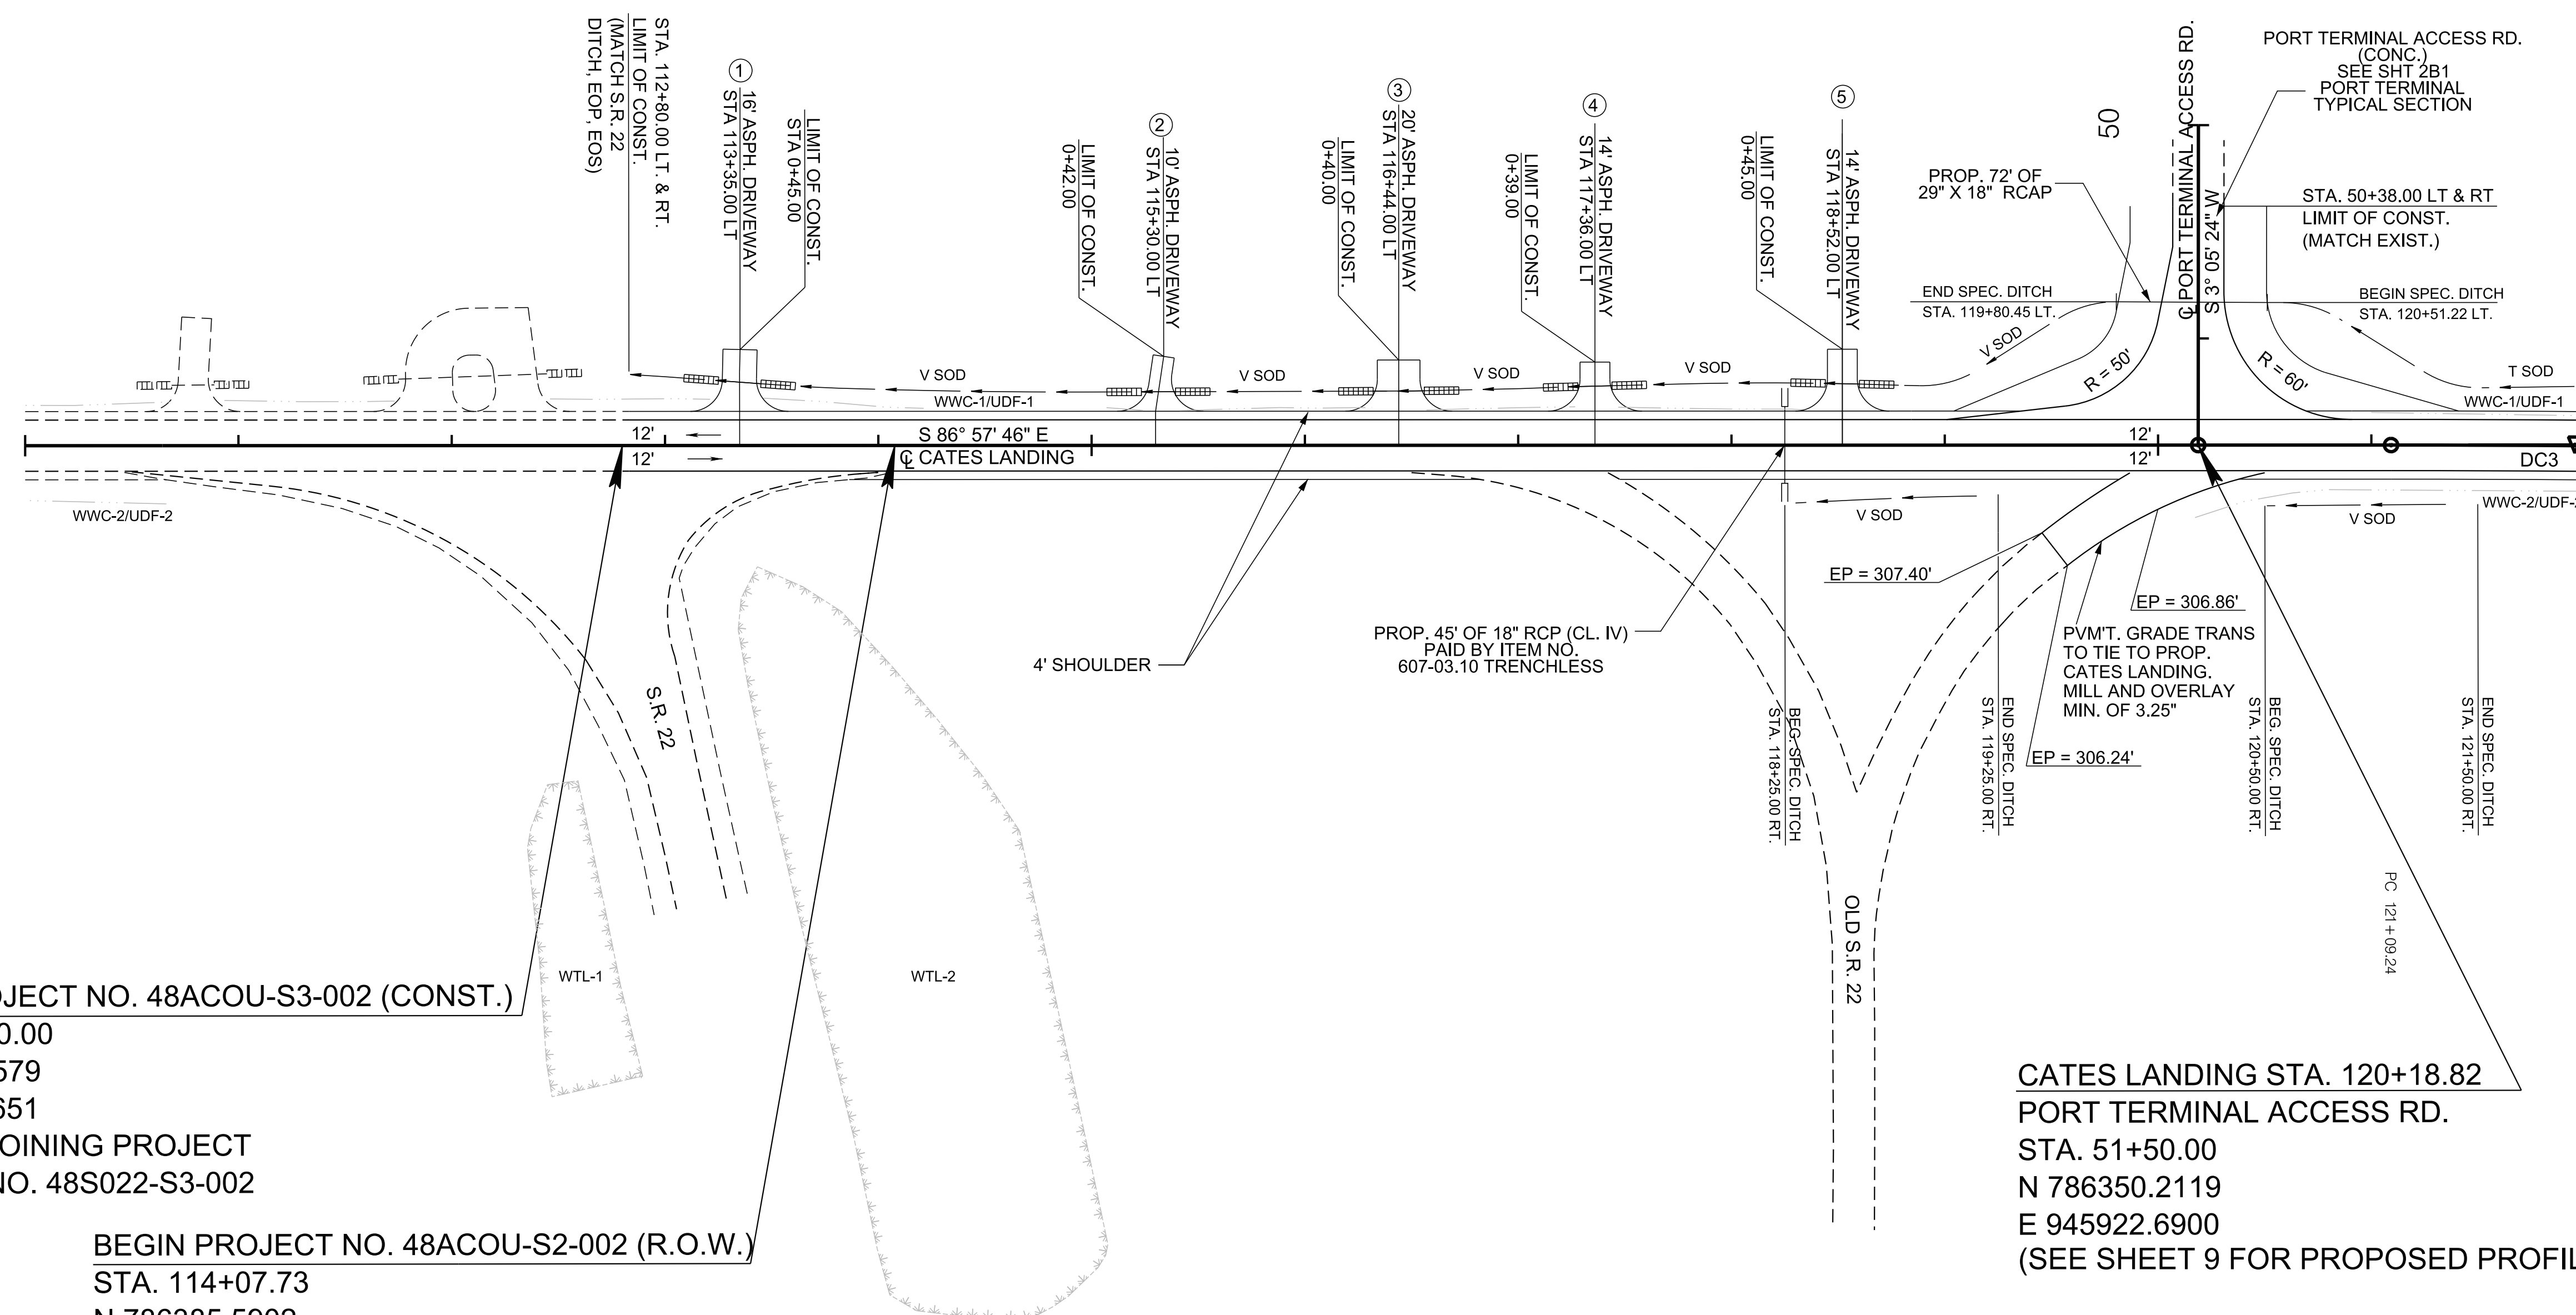 STA. 112+80.00 LT. & RT.
LIMIT OF CONST.
(MATCH S.R. 22
DITCH, EOP, EOS)
1
16' ASPH. DRIVEWAY
STA 113+35.00 LT
LIMIT OF CONST.
STA 0+45.00
LIMIT OF CONST.
0+42.00
2
10' ASPH. DRIVEWAY
STA 115+30.00 LT
LIMIT OF CONST.
0+40.00
3
20' ASPH. DRIVEWAY
STA 116+44.00 LT
LIMIT OF CONST.
0+39.00
4
14' ASPH. DRIVEWAY
STA 117+36.00 LT
LIMIT OF CONST.
0+45.00
5
14' ASPH. DRIVEWAY
STA 118+52.00 LT
50
PROP. 72' OF
29" X 18" RCAP
℄ PORT TERMINAL ACCESS RD.
S 3° 05' 24" W
PORT TERMINAL ACCESS RD.
(CONC.)
SEE SHT 2B1
PORT TERMINAL
TYPICAL SECTION
STA. 50+38.00 LT & RT
LIMIT OF CONST.
(MATCH EXIST.)
END SPEC. DITCH
STA. 119+80.45 LT.
BEGIN SPEC. DITCH
STA. 120+51.22 LT.
V SOD
V SOD
V SOD
V SOD
V SOD
T SOD
R = 50'
R = 60'
WWC-1/UDF-1
WWC-1/UDF-1
12'
S 86° 57' 46" E
12'
12'
℄ CATES LANDING
12'
DC3
WWC-2/UDF-2
V SOD
V SOD
WWC-2/UDF-2
EP = 307.40'
EP = 306.86'
PVM'T. GRADE TRANS
TO TIE TO PROP.
CATES LANDING.
MILL AND OVERLAY
MIN. OF 3.25"
EP = 306.24'
4' SHOULDER
PROP. 45' OF 18" RCP (CL. IV)
PAID BY ITEM NO.
607-03.10 TRENCHLESS
S.R. 22
BEG. SPEC. DITCH
STA. 118+25.00 RT.
END SPEC. DITCH
STA. 119+25.00 RT.
BEG. SPEC. DITCH
STA. 120+50.00 RT.
END SPEC. DITCH
STA. 121+50.00 RT.
PC 121+09.24
OLD S.R. 22
WTL-1
WTL-2
OJECT NO. 48ACOU-S3-002 (CONST.)
0.00
579
651
OINING PROJECT
NO. 48S022-S3-002
BEGIN PROJECT NO. 48ACOU-S2-002 (R.O.W.)
STA. 114+07.73
CATES LANDING STA. 120+18.82
PORT TERMINAL ACCESS RD.
STA. 51+50.00
N 786350.2119
E 945922.6900
(SEE SHEET 9 FOR PROPOSED PROFIL